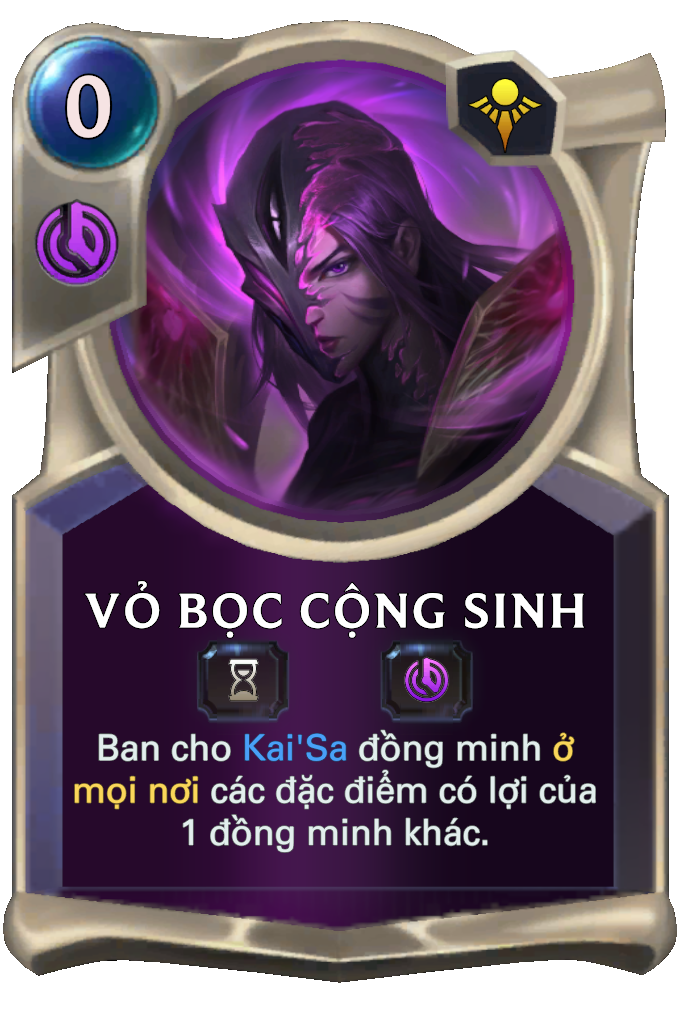 0
VỎ BỌC CỘNG SINH
Ban cho Kai'Sa đồng minh ở
mọi nơi các đặc điểm có lợi của
1 đồng minh khác.